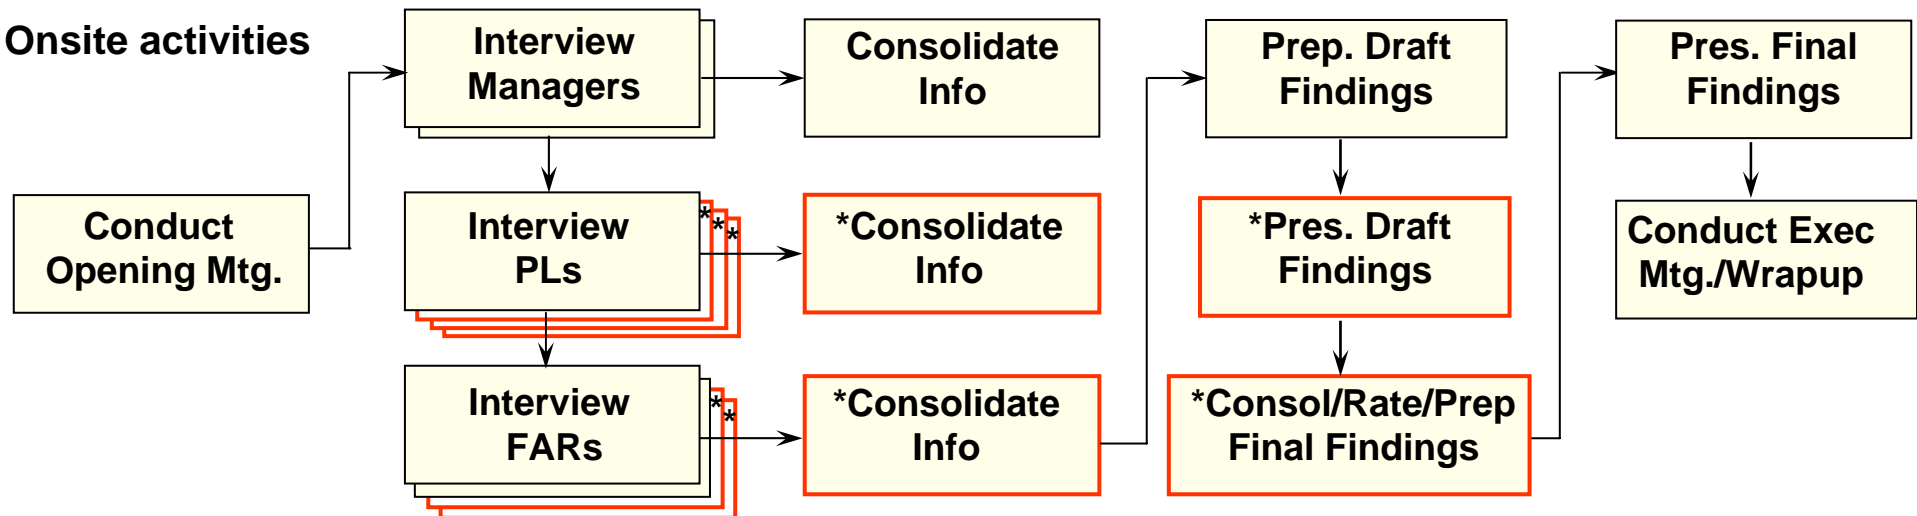 Onsite activities
Conduct
Opening Mtg.
Interview
Managers
Consolidate
Info
Interview
PLs
*
*
*
*Consolidate
Info
Interview
FARs
*
*
*Consolidate
Info
Prep. Draft
Findings
*Pres. Draft
Findings
*Consol/Rate/Prep
Final Findings
Pres. Final
Findings
Conduct Exec
Mtg./Wrapup